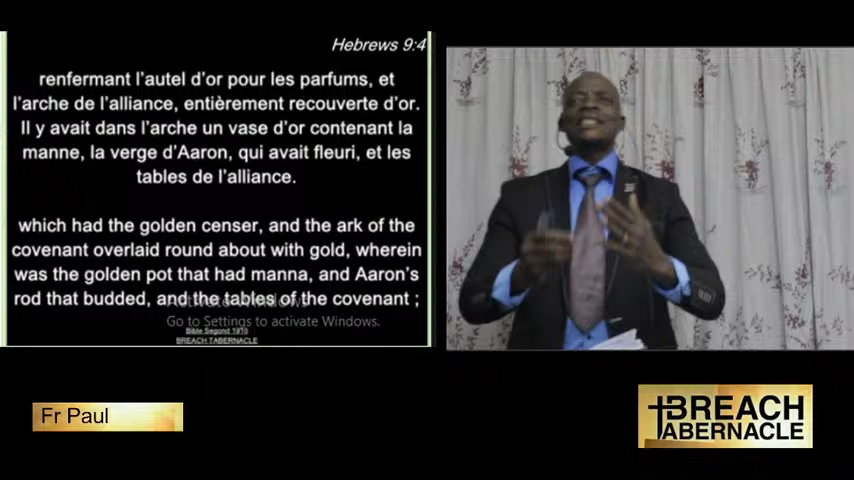 Hebrews 9:4
renfermant l'autel d'or pour les parfums, et
l'arche de l'alliance, entièrement recouverte d'or.
Il y avait dans l'arche un vase d'or contenant la
manne, la verge d'Aaron, qui avait fleuri, et les
tables de l'alliance.
which had the golden censer, and the ark of the
covenant overlaid round about with gold, wherein
was the golden pot that had manna, and Aaron's
rod that budded, and the tables of the covenant ;
Activate Windows
Go to Settings to activate Windows.
Bible Segond 1910
BREACH TABERNACLE
Fr Paul
BREACH
TABERNACLE